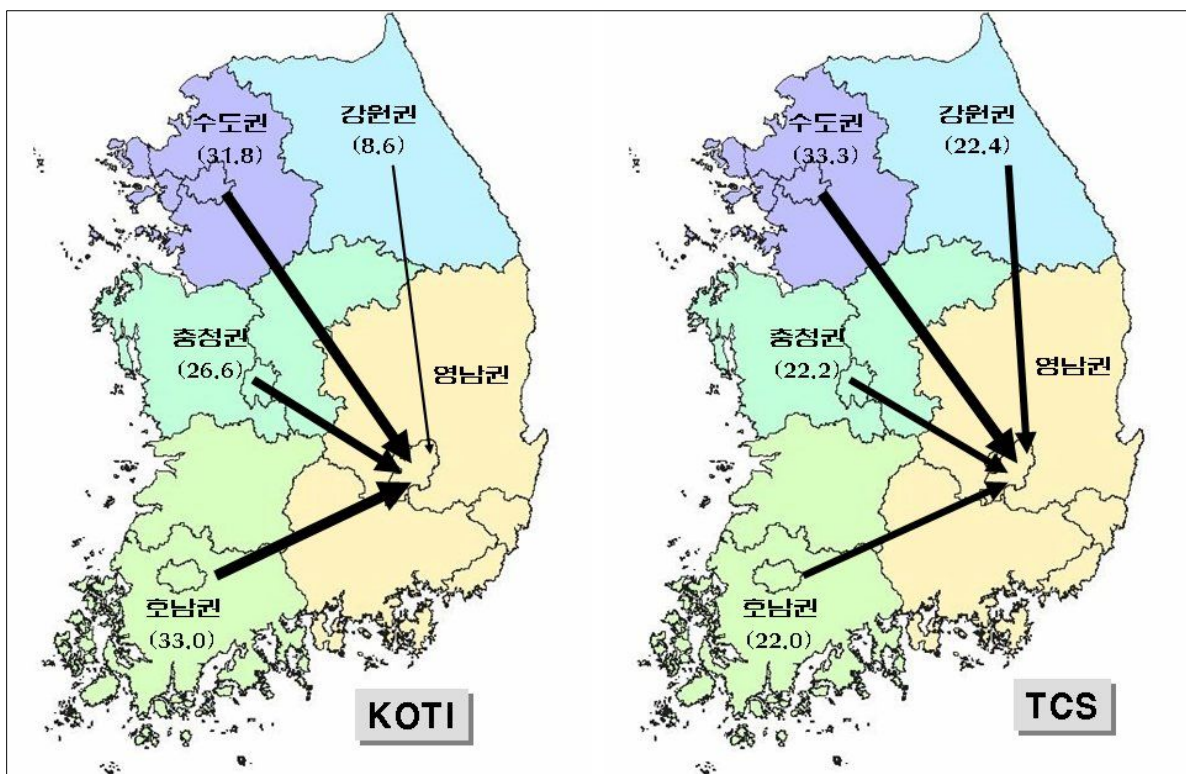 수도권
(31.8)
강원권
(8.6)
충청권
(26.6)
영남권
호남권
(33.0)
KOTI
수도권
(33.3)
강원권
(22.4)
충청권
(22.2)
영남권
호남권
(22.0)
TCS